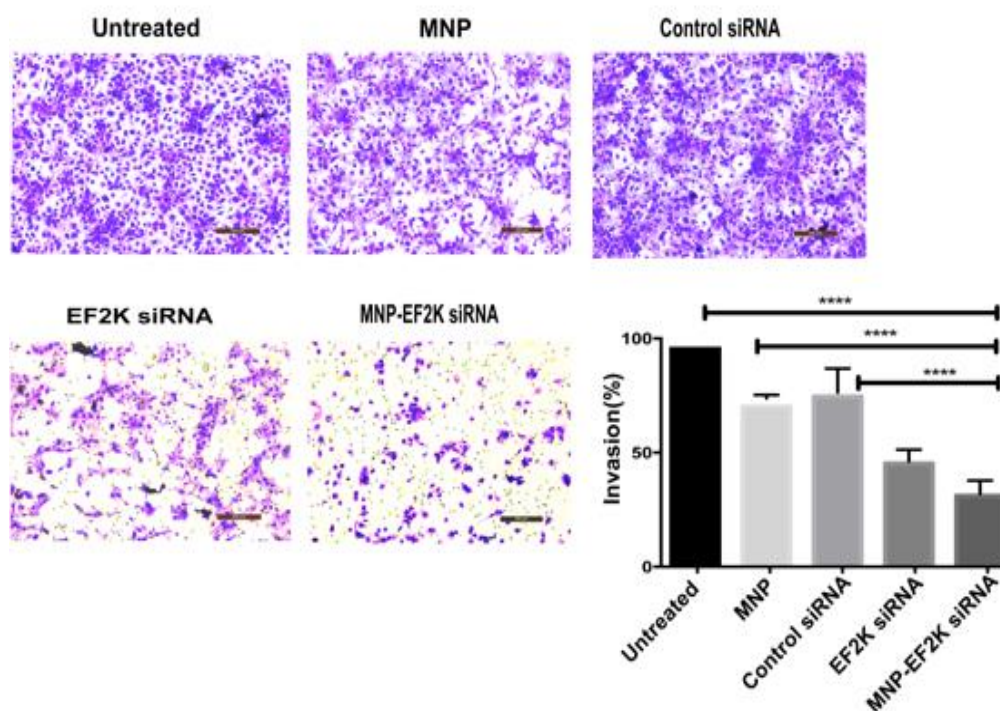 Untreated
MNP
Control siRNA
EF2K siRNA
MNP-EF2K siRNA
****
****
****
100
50
0
Invasion(%)
Untreated
MNP
Control siRNA
EF2K siRNA
MNP-EF2K siRNA